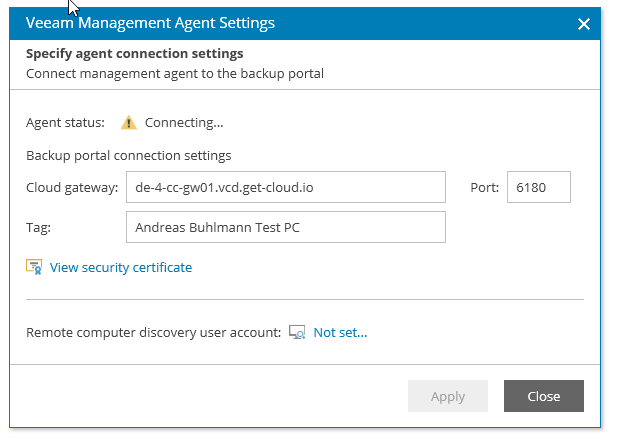 Veeam Management Agent Settings
Specify agent connection settings
Connect management agent to the backup portal
Agent status: Connecting...
Backup portal connection settings
Cloud gateway: de-4-cc-gw01.vcd.get-cloud.io Port: 6180
Tag: Andreas Buhlmann Test PC
View security certificate
Remote computer discovery user account: Not set...
Apply Close